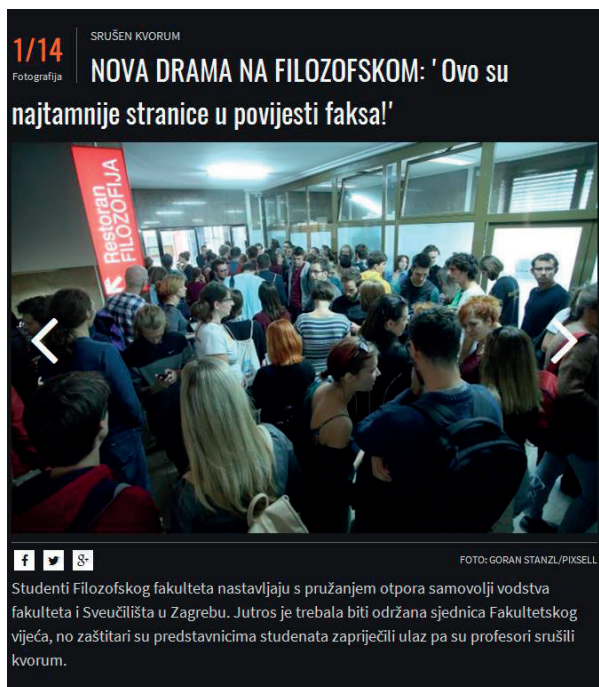 SRUŠEN KVORUM
1/14
Fotografija
NOVA DRAMA NA FILOZOFSKOM: 'Ovo su
najtamnije stranice u povijesti faksa!'
Restoran
FILOZOFIJA
FOTO: GORAN STANZL/PIXSELL
Studenti Filozofskog fakulteta nastavljaju s pružanjem otpora samovolji vodstva
fakulteta i Sveučilišta u Zagrebu. Jutros je trebala biti održana sjednica Fakultetskog
vijeća, no zaštitari su predstavnicima studenata zapriječili ulaz pa su profesori srušili
kvorum.